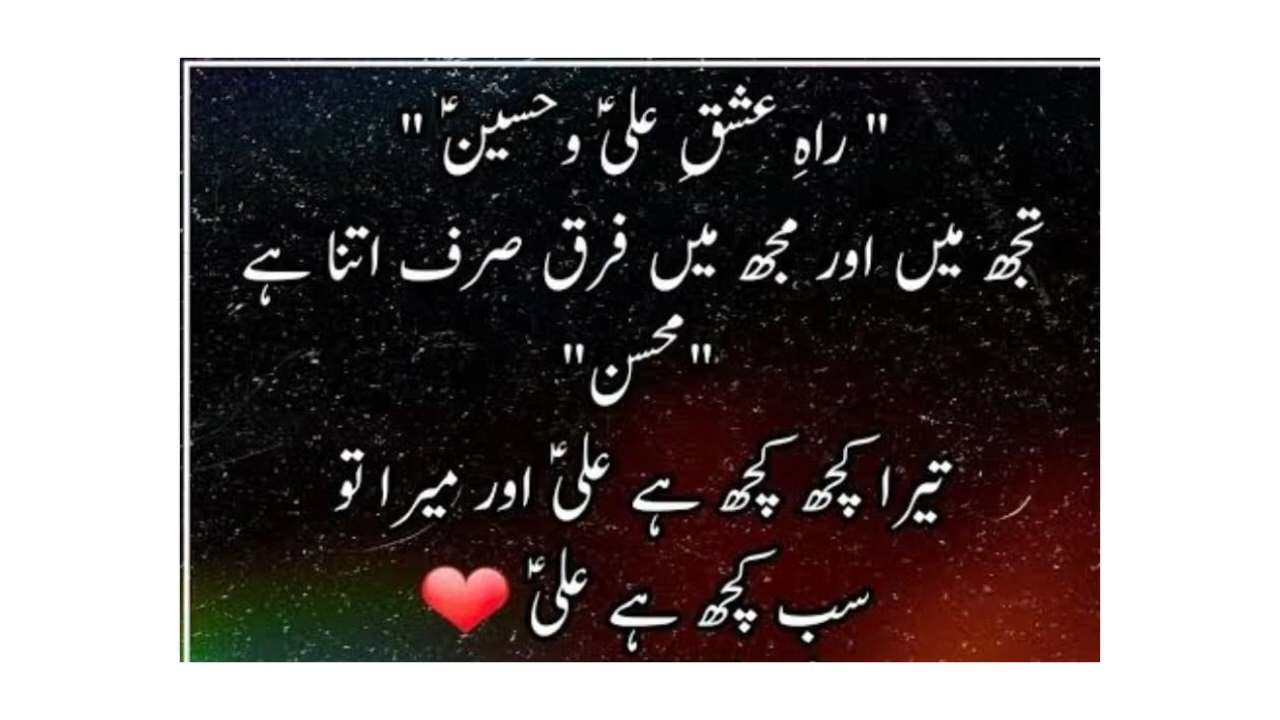 " راہِ عشقِ علیؑ و حسینؑ "
تجھ میں اور مجھ میں فرق صرف اتنا ہے
" محسن "
تیرا کچھ کچھ ہے علیؑ اور میرا تو
سب کچھ ہے علیؑ ❤